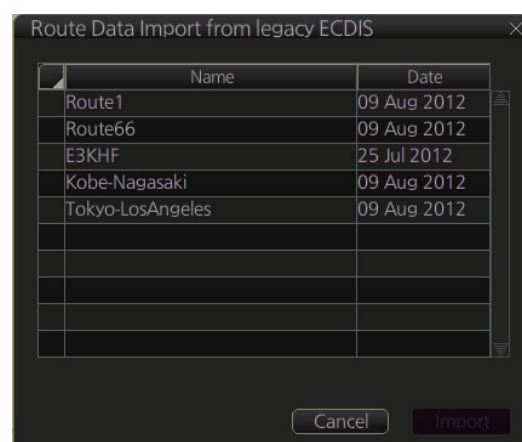 Route Data Import from legacy ECDIS
Name Date
Route1 09 Aug 2012
Route66 09 Aug 2012
E3KHF 25 Jul 2012
Kobe-Nagasaki 09 Aug 2012
Tokyo-LosAngeles 09 Aug 2012
Cancel Import